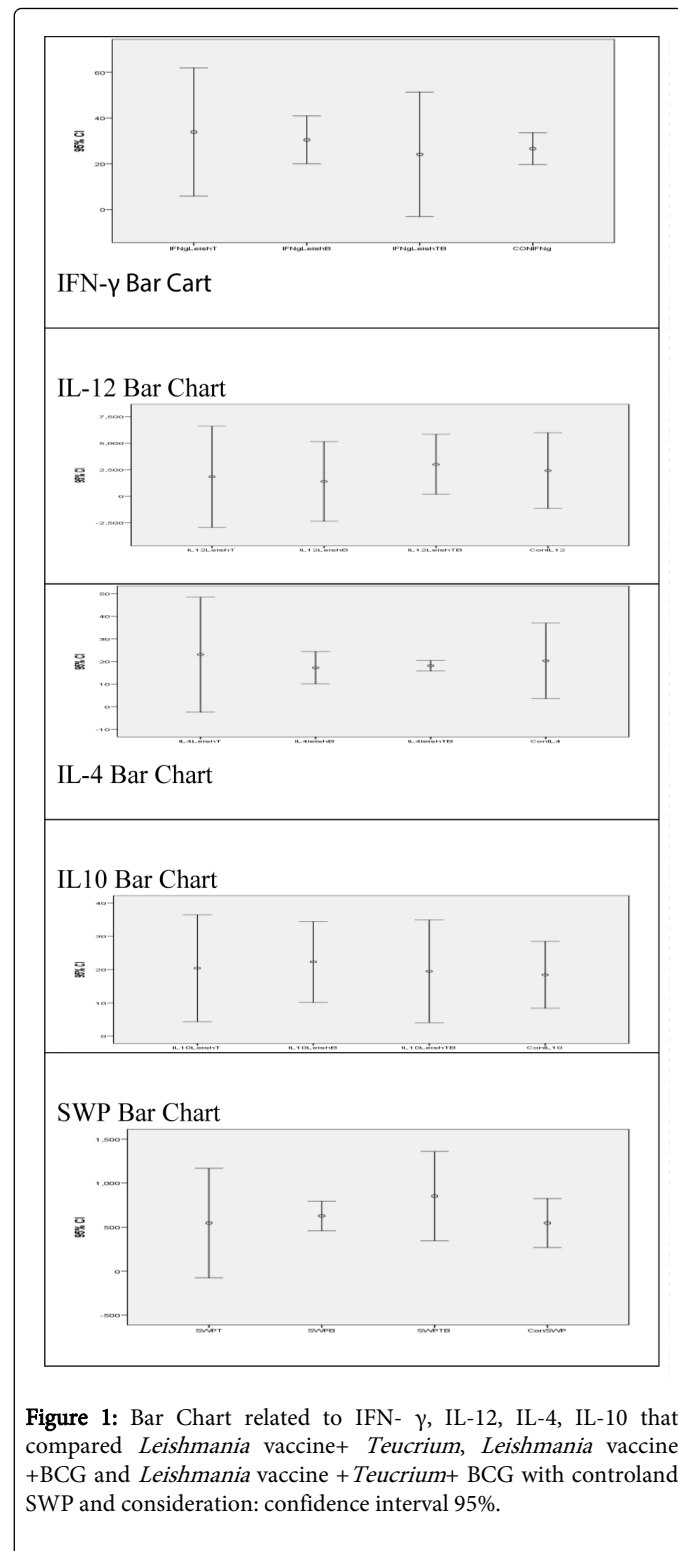 60
40
20
0
95% CI
IFNgLeishT IFNgLeishB IFNgLeishTB CONIFNg
IFN-γ Bar Cart
IL-12 Bar Chart
7,500
5,000
2,500
0
-2,500
95% CI
IL12LeishT IL12LeishB IL12LeishTB ConIL12
50
40
30
20
10
0
-10
95% CI
IL4LeishT IL4leishB IL4leishTB ConIL4
IL-4 Bar Chart
IL10 Bar Chart
40
30
20
10
0
95% CI
IL10LeishT IL10LeishB IL10LeishTB ConIL10
SWP Bar Chart
1,500
1,000
500
0
-500
95% CI
SWPT SWPB SWPTB ConSWP
Figure 1: Bar Chart related to IFN- γ, IL-12, IL-4, IL-10 that
compared Leishmania vaccine+ Teucrium, Leishmania vaccine
+BCG and Leishmania vaccine +Teucrium+ BCG with controland
SWP and consideration: confidence interval 95%.